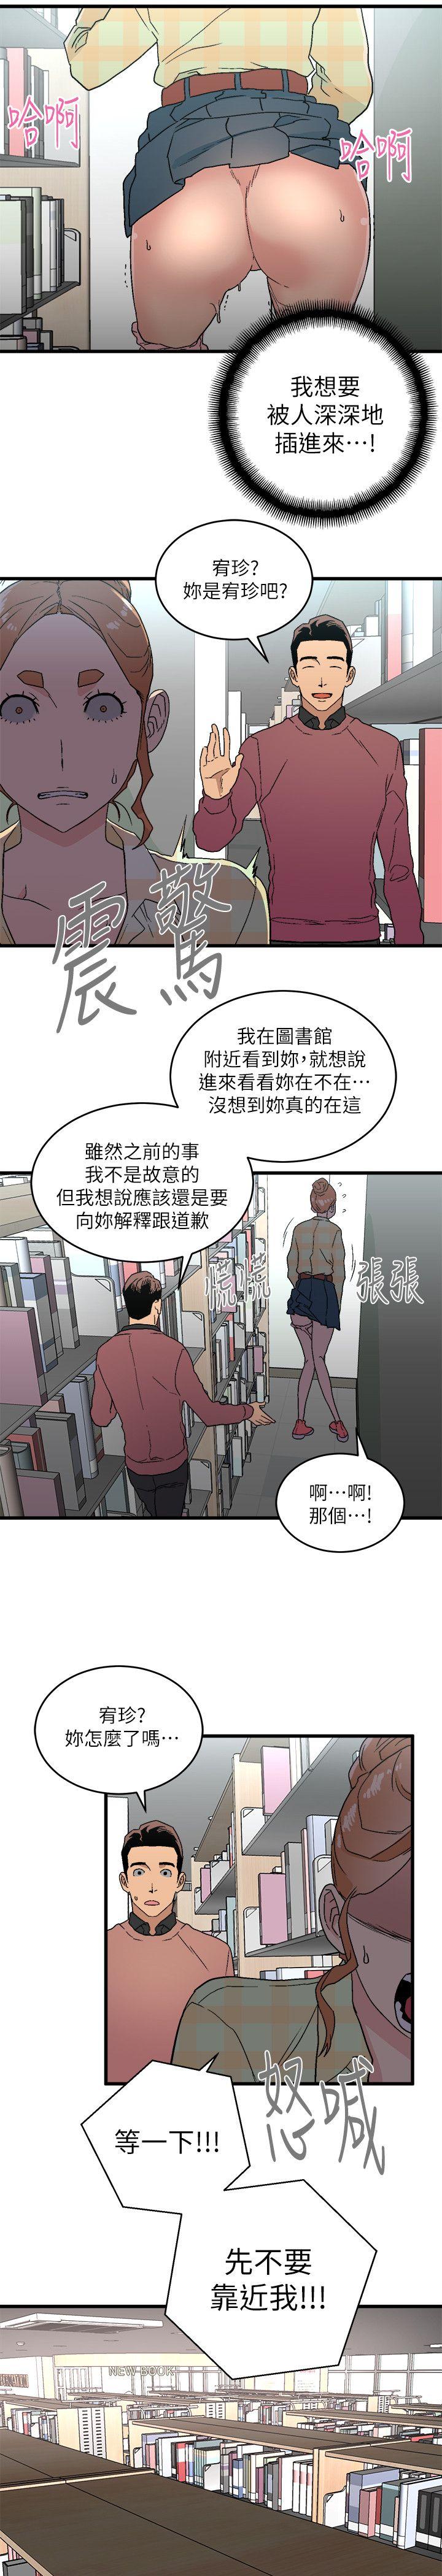 哈啊
哈啊
我想要
被人深深地
插進來…!
宥珍?
妳是宥珍吧?
震驚
我在圖書館
附近看到妳,就想說
進來看看妳在不在…
沒想到妳真的在這
雖然之前的事
我不是故意的
但我想說應該還是要
向妳解釋跟道歉
慌慌
張張
啊…啊!
那個…!
宥珍?
妳怎麼了嗎…
怒喊
等一下!!!
先不要
靠近我!!!
NEW BOOK